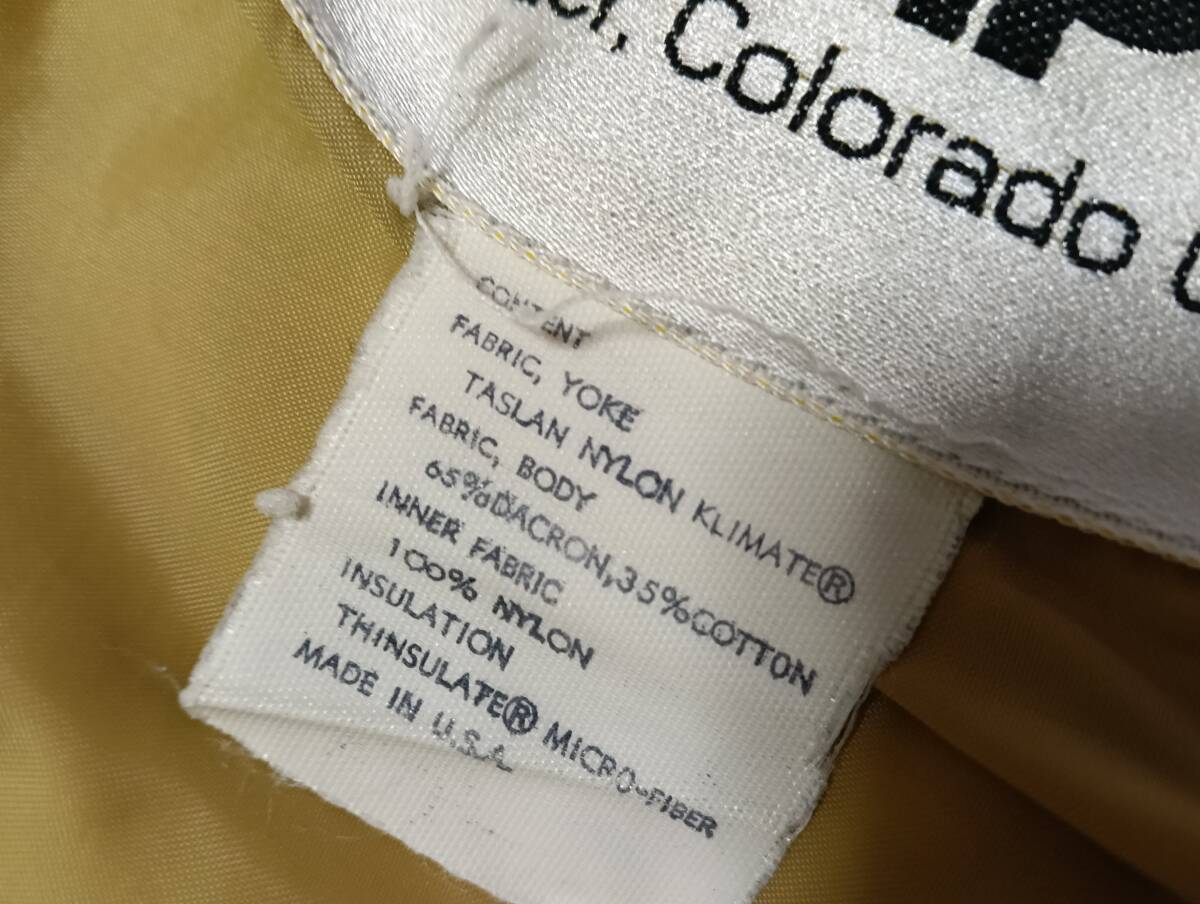 Colorado
CONTENT
FABRIC, YOKE
TASLAN NYLON KLIMATE®
FABRIC, BODY
65%DACRON,35%COTTON
INNER FABRIC
100% NYLON
INSULATION
THINSULATE® MICRO-FIBER
MADE IN U.S.A.